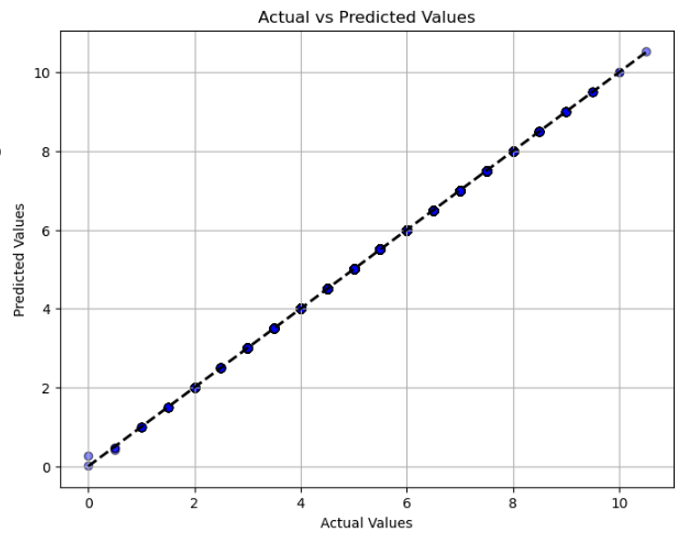 Actual vs Predicted Values
Predicted Values
10
8
6
4
2
0
0 2 4 6 8 10
Actual Values